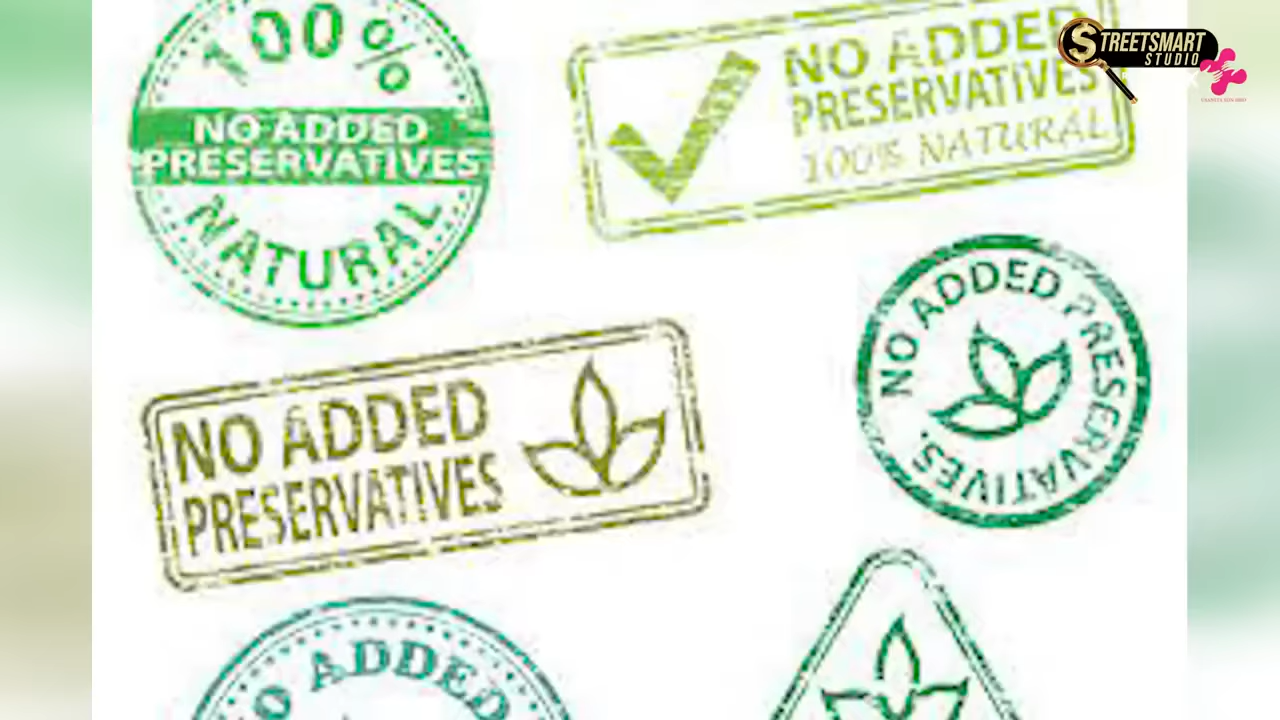 100%
NO ADDED
PRESERVATIVES
NATURAL
NO ADDED
PRESERVATIVES
100% NATURAL
STREETSMART
STUDIO
NO ADDED PRESERVATIVES.
NO ADDED
PRESERVATIVES
ADDED